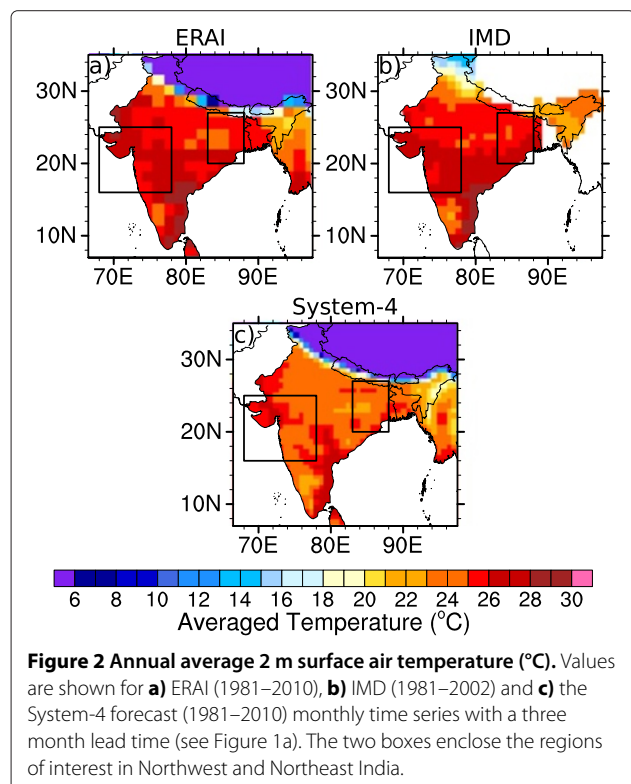 ERAI
IMD
a)
b)
30N
20N
10N
70E 80E 90E
30N
20N
10N
70E 80E 90E
System-4
c)
30N
20N
10N
70E 80E 90E
6 8 10 12 14 16 18 20 22 24 26 28 30
Averaged Temperature (°C)
Figure 2 Annual average 2 m surface air temperature (°C). Values
are shown for a) ERAI (1981–2010), b) IMD (1981–2002) and c) the
System-4 forecast (1981–2010) monthly time series with a three
month lead time (see Figure 1a). The two boxes enclose the regions
of interest in Northwest and Northeast India.